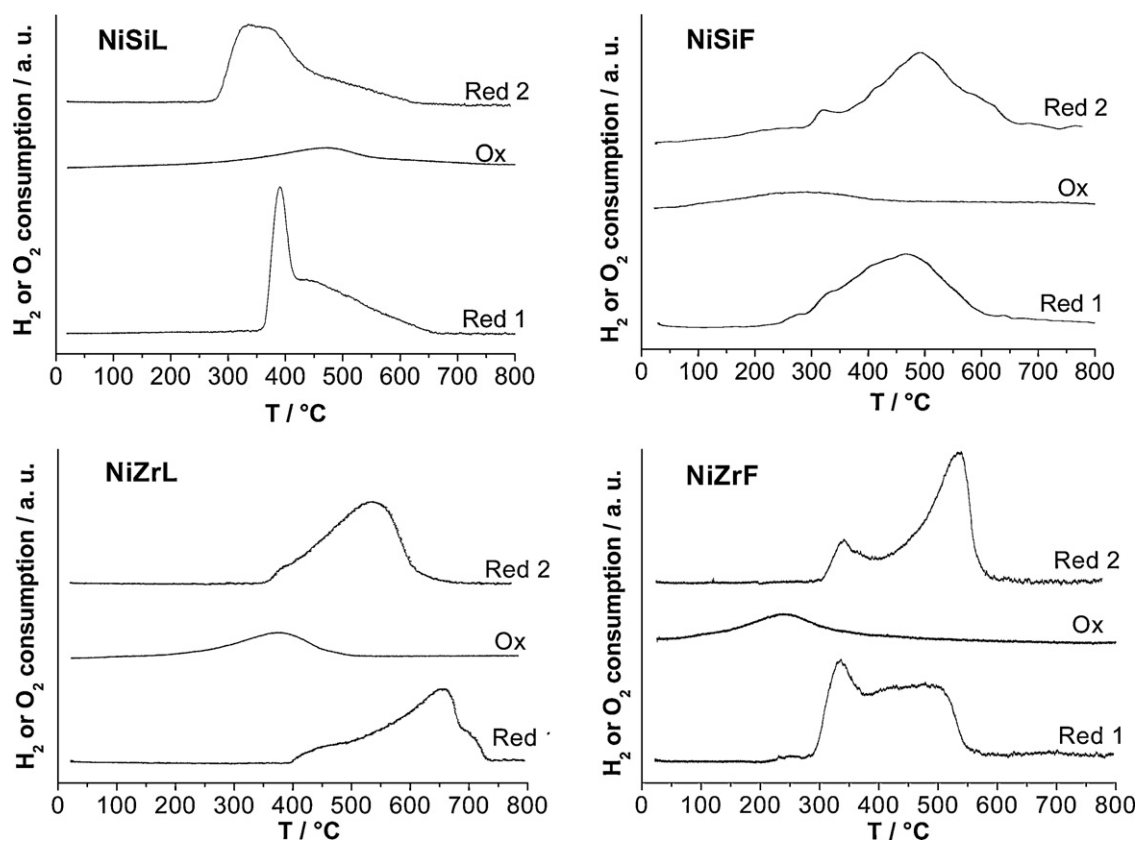 NiSiL
Red 2
Ox
Red 1
H2 or O2 consumption / a. u.
0 100 200 300 400 500 600 700 800
T / °C
NiSiF
Red 2
Ox
Red 1
H2 or O2 consumption / a. u.
0 100 200 300 400 500 600 700 800
T / °C
NiZrL
Red 2
Ox
Red
H2 or O2 consumption / a. u.
0 100 200 300 400 500 600 700 800
T / °C
NiZrF
Red 2
Ox
Red 1
H2 or O2 consumption / a. u.
0 100 200 300 400 500 600 700 800
T / °C